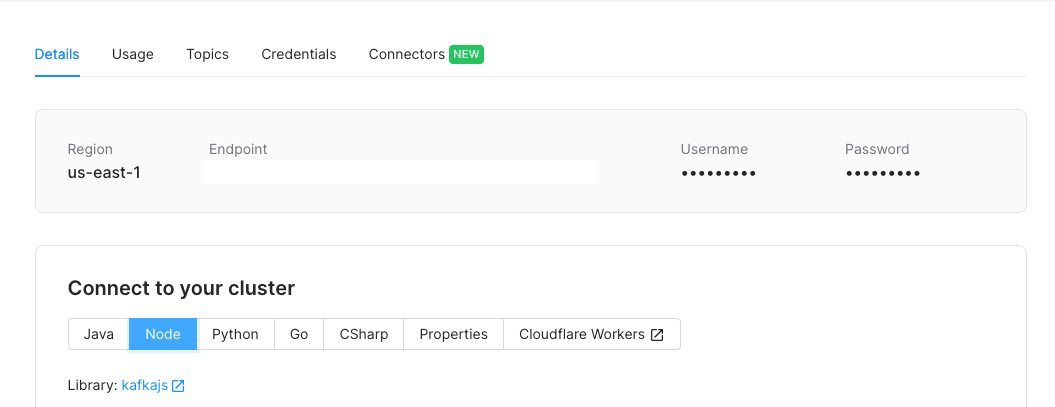 Details Usage Topics Credentials Connectors NEW
Region Endpoint Username Password
us-east-1 ••••••••• •••••••••
Connect to your cluster
Java Node Python Go CSharp Properties Cloudflare Workers
Library: kafkajs